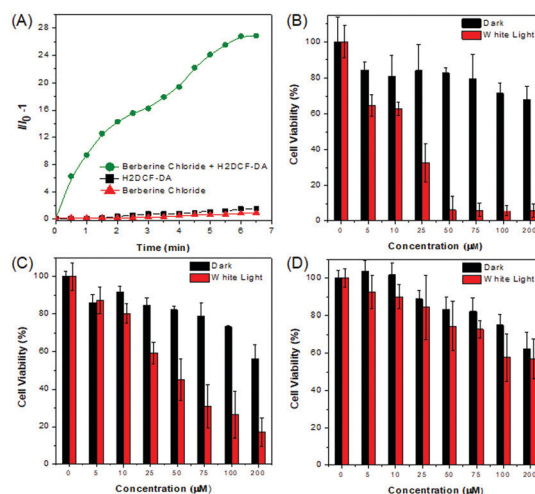 (A)
28
24
20
16
12
8
4
0
I/I0 -1
Berberine Chloride + H2DCF-DA
H2DCF-DA
Berberine Chloride
0 1 2 3 4 5 6 7
Time (min)
(B)
Dark
White Light
100
80
60
40
20
0
Cell Viability (%)
0 5 10 25 50 75 100 200
Concentration (µM)
(C)
Dark
White Light
100
80
60
40
20
0
Cell Viability (%)
0 5 10 25 50 75 100 200
Concentration (µM)
(D)
Dark
White Light
100
80
60
40
20
0
Cell Viability (%)
0 5 10 25 50 75 100 200
Concentration (µM)